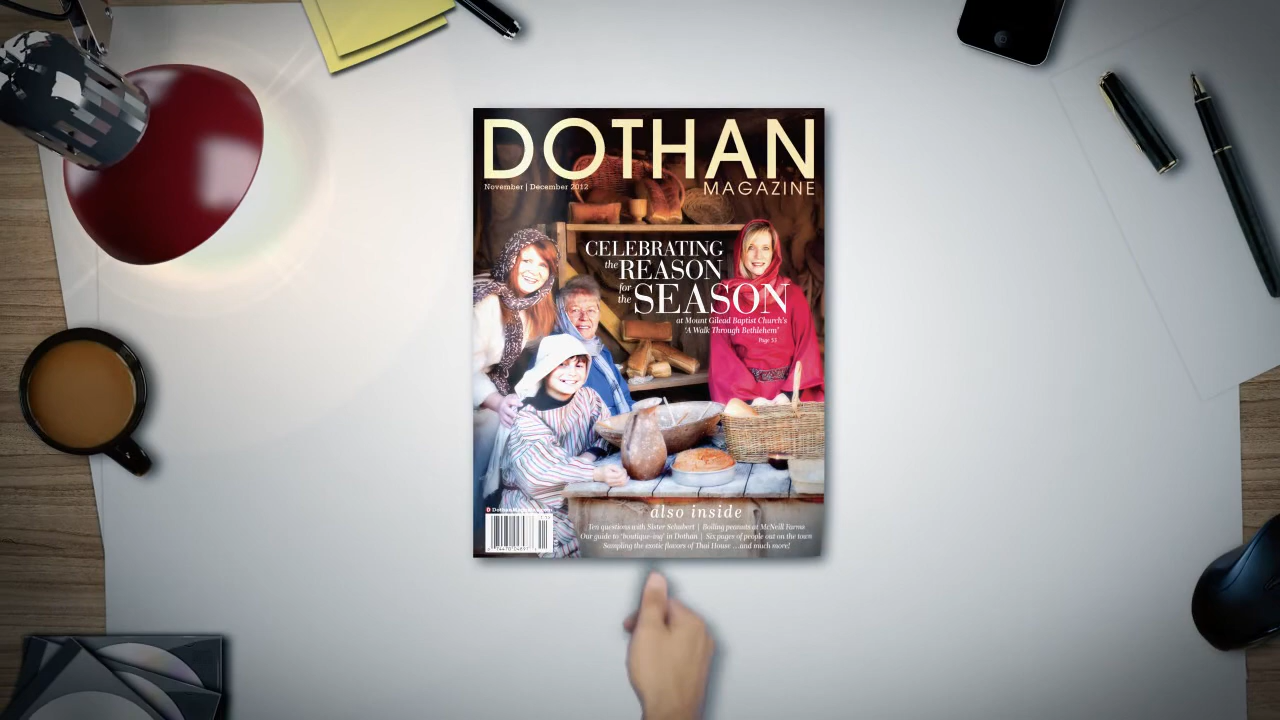 DOTHAN
November | December 2012
MAGAZINE
CELEBRATING
the REASON
for
the SEASON
at Mount Gilead Baptist Church's
'A Walk Through Bethlehem'
Page 51
also inside
Ten questions with Sister Schubert | Boiling peanuts at McNeill Farms
Our guide to 'boutique-ing' in Dothan | Six pages of people out on the town
Sampling the exotic flavors of Thai House ...and much more!